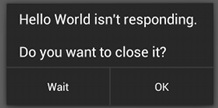 Hello World isn't responding.
Do you want to close it?
Wait
OK